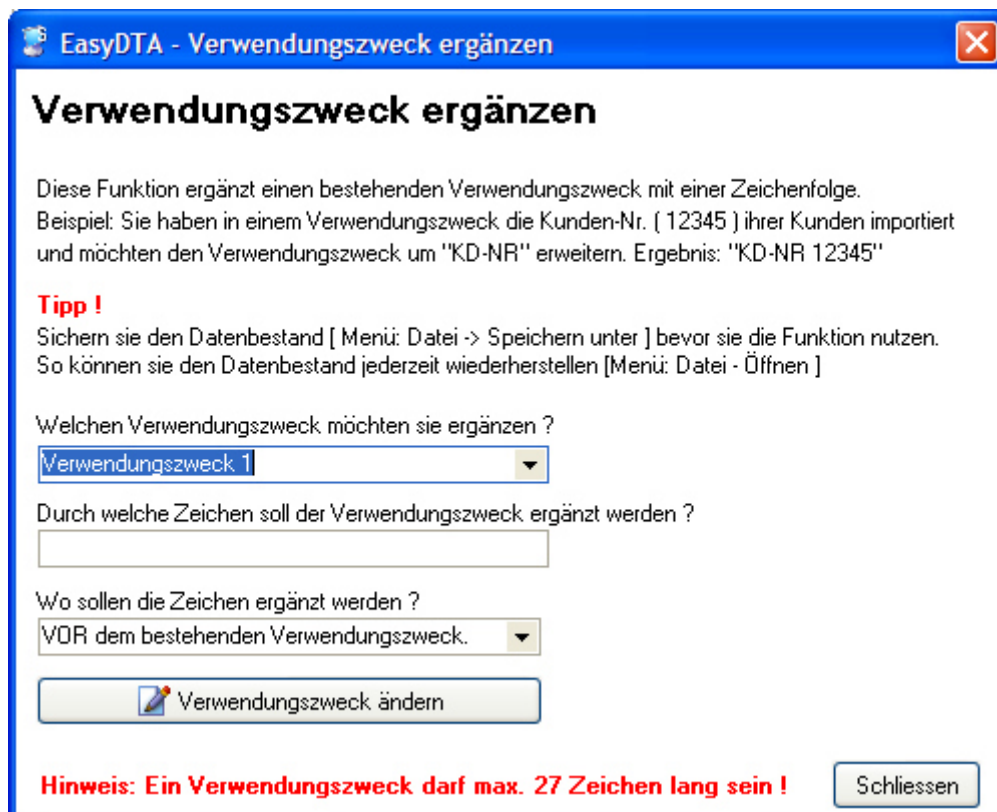 EasyDTA - Verwendungszweck ergänzen
Verwendungszweck ergänzen
Diese Funktion ergänzt einen bestehenden Verwendungszweck mit einer Zeichenfolge.
Beispiel: Sie haben in einem Verwendungszweck die Kunden-Nr. ( 12345 ) ihrer Kunden importiert
und möchten den Verwendungszweck um "KD-NR" erweitern. Ergebnis: "KD-NR 12345"
Tipp !
Sichern sie den Datenbestand [ Menü: Datei -> Speichern unter ] bevor sie die Funktion nutzen.
So können sie den Datenbestand jederzeit wiederherstellen [Menü: Datei - Öffnen ]
Welchen Verwendungszweck möchten sie ergänzen ?
Verwendungszweck 1
Durch welche Zeichen soll der Verwendungszweck ergänzt werden ?
Wo sollen die Zeichen ergänzt werden ?
VOR dem bestehenden Verwendungszweck.
Verwendungszweck ändern
Hinweis: Ein Verwendungszweck darf max. 27 Zeichen lang sein !
Schliessen